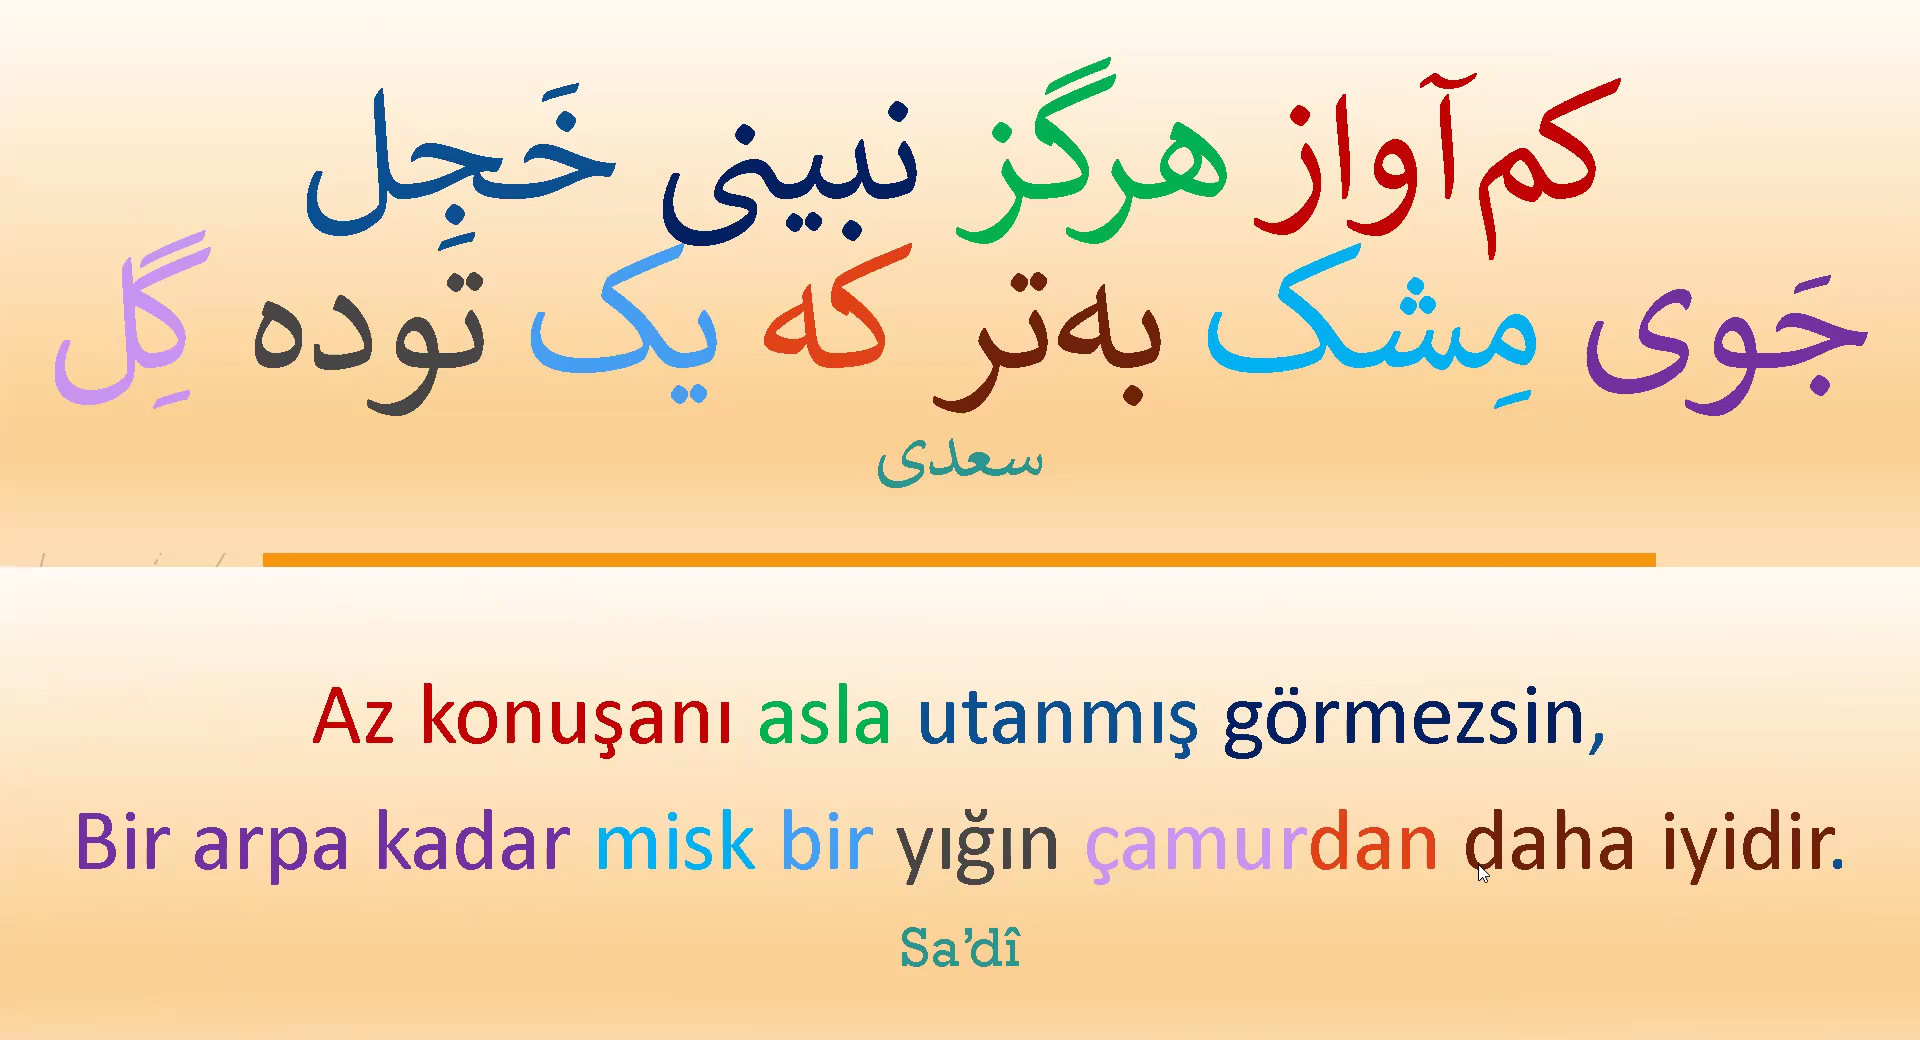 کم‌آواز هرگز نبینی خَجِل
جَوی مِشک به‌تر که یک توده گِل
سعدی
Az konuşanı asla utanmış görmezsin,
Bir arpa kadar misk bir yığın çamurdan daha iyidir.
Sa’dî